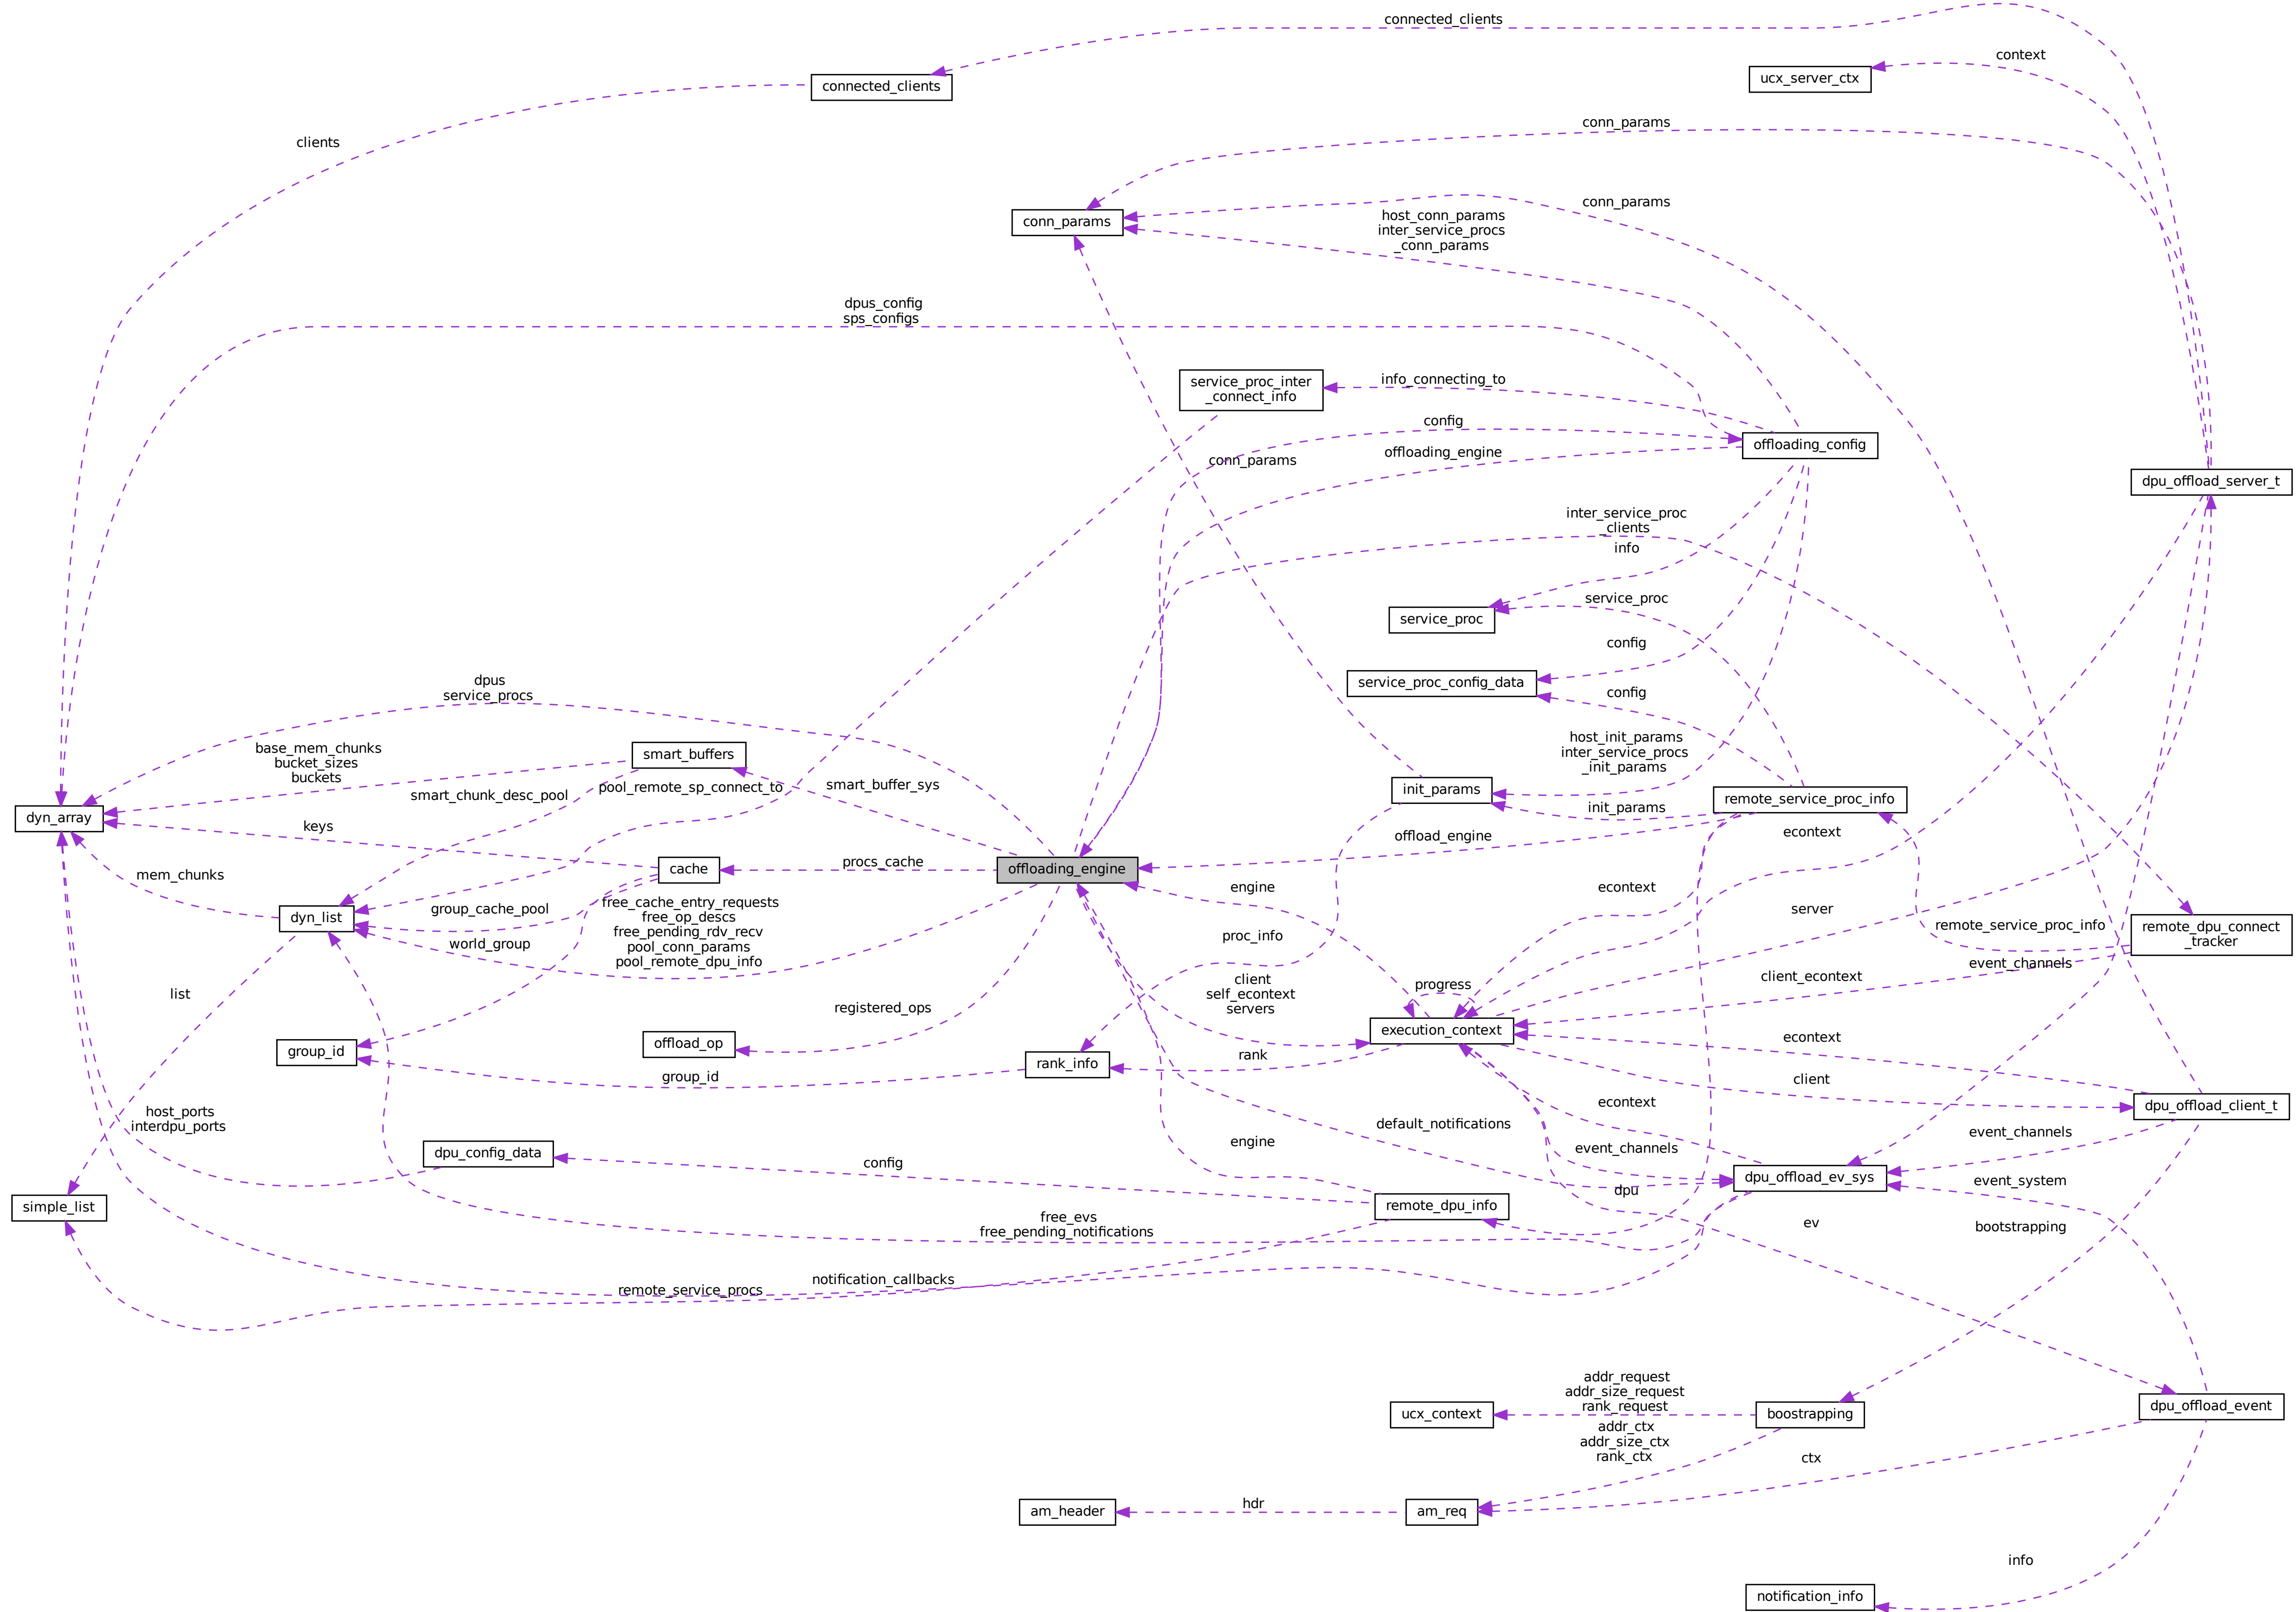 connected_clients
context
ucx_server_ctx
connected_clients
conn_params
clients
conn_params
host_conn_params
inter_service_procs
_conn_params
conn_params
dpus_config
sps_configs
service_proc_inter
_connect_info
info_connecting_to
config
offloading_config
offloading_engine
conn_params
dpu_offload_server_t
inter_service_proc
_clients
info
service_proc
service_proc
config
dpus
service_procs
service_proc_config_data
config
base_mem_chunks
bucket_sizes
buckets
smart_buffers
host_init_params
inter_service_procs
_init_params
smart_chunk_desc_pool
pool_remote_sp_connect_to
smart_buffer_sys
init_params
remote_service_proc_info
init_params
dyn_array
keys
offload_engine
econtext
mem_chunks
cache
procs_cache
offloading_engine
engine
econtext
dyn_list
group_cache_pool
free_cache_entry_requests
free_op_descs
free_pending_rdv_recv
pool_conn_params
pool_remote_dpu_info
server
remote_service_proc_info
remote_dpu_connect
_tracker
world_group
proc_info
event_channels
client_econtext
list
registered_ops
client
self_econtext
servers
progress
execution_context
offload_op
group_id
econtext
rank
rank_info
group_id
client
dpu_offload_client_t
host_ports
interdpu_ports
econtext
default_notifications
event_channels
engine
event_channels
dpu_config_data
config
dpu_offload_ev_sys
event_system
dpu
simple_list
remote_dpu_info
free_evs
free_pending_notifications
ev
bootstrapping
notification_callbacks
remote_service_procs
addr_request
addr_size_request
rank_request
ucx_context
boostrapping
dpu_offload_event
addr_ctx
addr_size_ctx
rank_ctx
ctx
am_header
hdr
am_req
info
notification_info